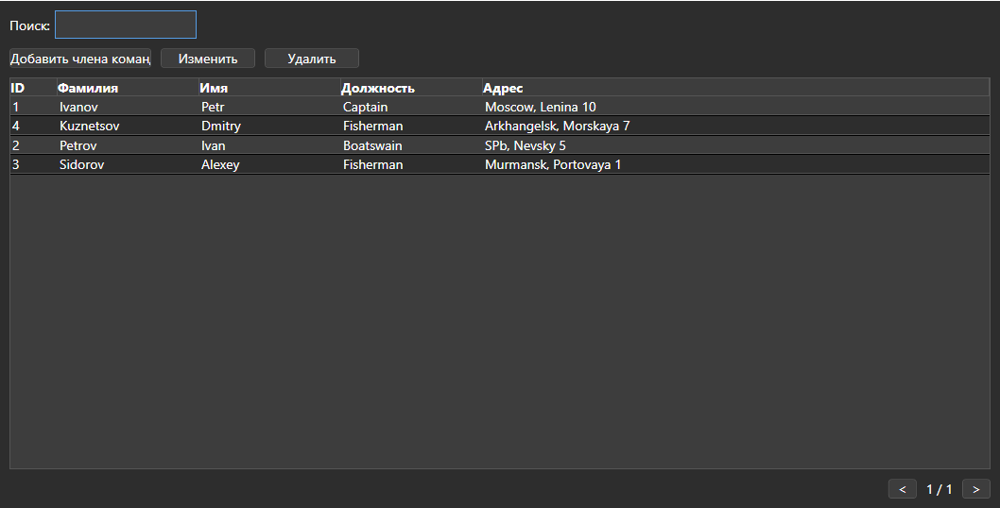 Поиск:
Добавить члена команд Изменить Удалить
ID Фамилия Имя Должность Адрес
1 Ivanov Petr Captain Moscow, Lenina 10
4 Kuznetsov Dmitry Fisherman Arkhangelsk, Morskaya 7
2 Petrov Ivan Boatswain SPb, Nevsky 5
3 Sidorov Alexey Fisherman Murmansk, Portovaya 1
< 1 / 1 >